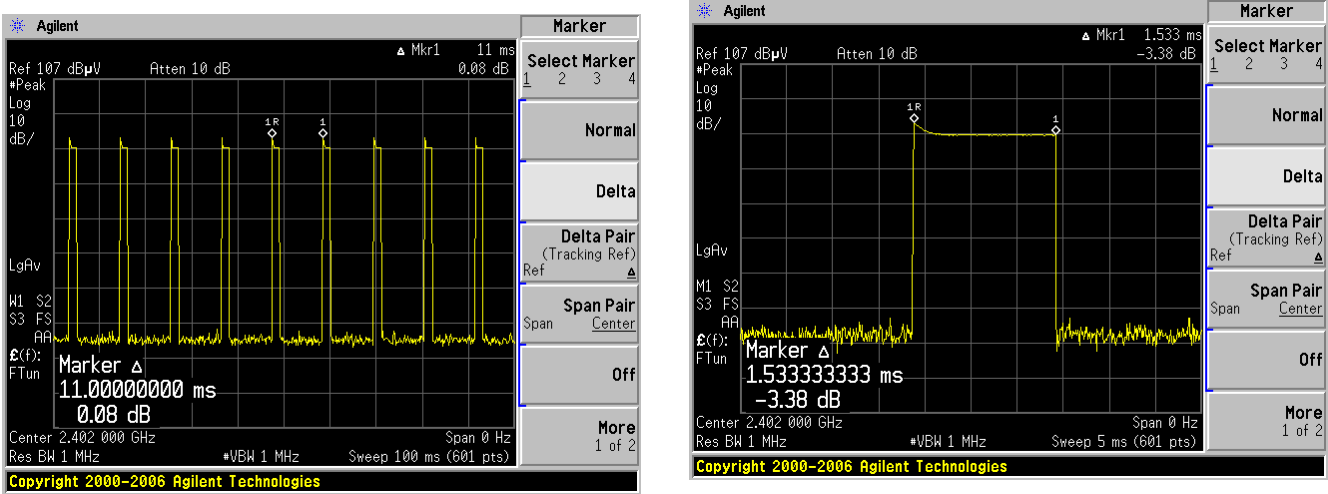 Agilent
Marker
Mkr1 11 ms
Ref 107 dBµV Atten 10 dB 0.08 dB
Select Marker
1 2 3 4
#Peak
Log
10
dB/
1R 1
Normal
Delta
Delta Pair
(Tracking Ref)
Ref Δ
LgAv
W1 S2
S3 FS
AA
Span Pair
Span Center
£(f):
FTun
Marker Δ
11.00000000 ms
0.08 dB
Off
More
1 of 2
Center 2.402 000 GHz Span 0 Hz
Res BW 1 MHz #VBW 1 MHz Sweep 100 ms (601 pts)
Copyright 2000-2006 Agilent Technologies
Agilent
Marker
Δ Mkr1 1.533 ms
Ref 107 dBµV Atten 10 dB -3.38 dB
Select Marker
1 2 3 4
#Peak
Log
10
dB/
1R 1
Normal
Delta
Delta Pair
(Tracking Ref)
Ref Δ
LgAv
M1 S2
S3 FS
AA
Span Pair
Span Center
£(f):
FTun
Marker Δ
1.533333333 ms
-3.38 dB
Off
More
1 of 2
Center 2.402 000 GHz Span 0 Hz
Res BW 1 MHz #VBW 1 MHz Sweep 5 ms (601 pts)
Copyright 2000-2006 Agilent Technologies